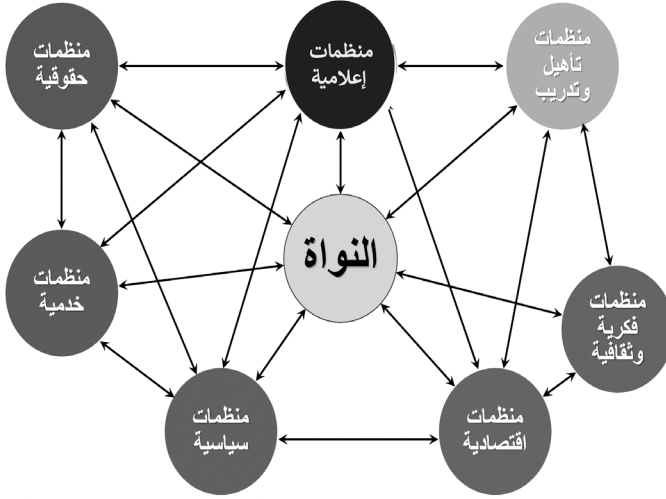 منظمات
تأهيل
وتدريب
منظمات
إعلامية
منظمات
حقوقية
النواة
منظمات
فكرية
وثقافية
منظمات
خدمية
منظمات
اقتصادية
منظمات
سياسية